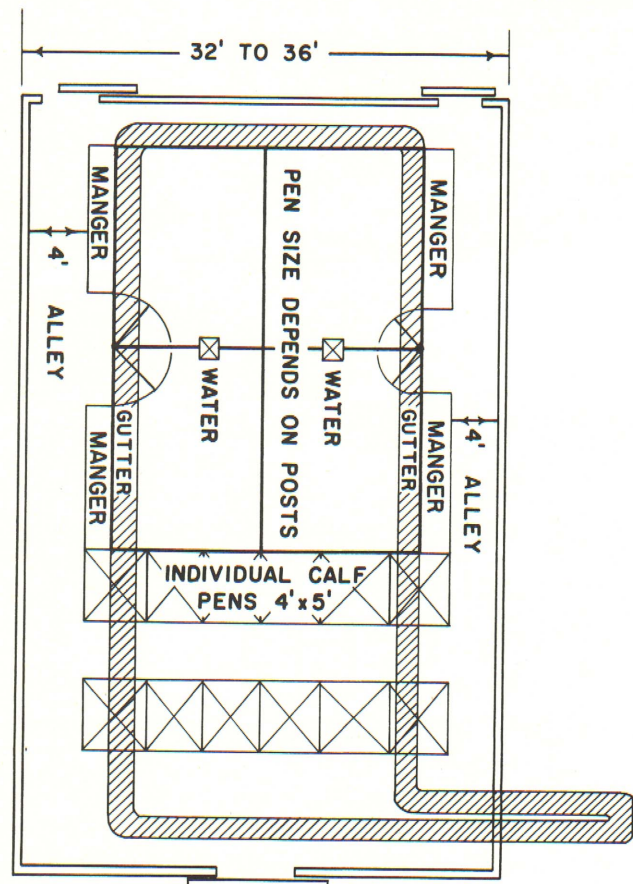 32' TO 36'
MANGER
MANGER
4' ALLEY
PEN SIZE DEPENDS ON POSTS
WATER
WATER
GUTTER
GUTTER
MANGER
MANGER
4' ALLEY
INDIVIDUAL CALF
PENS 4'x5'